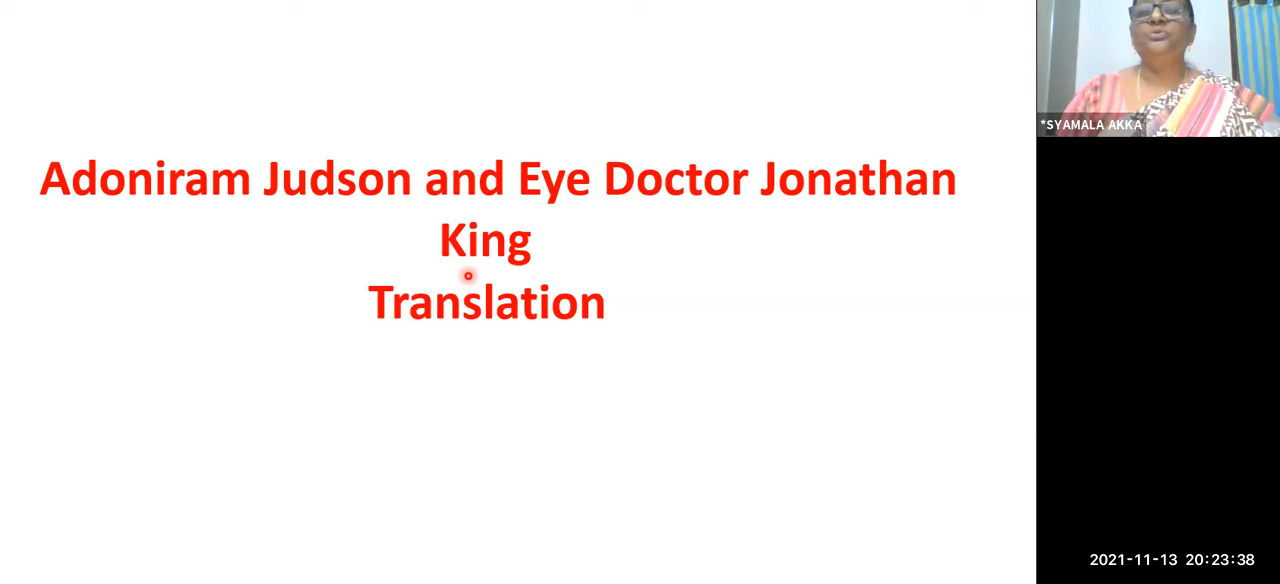 Adoniram Judson and Eye Doctor Jonathan
King
Translation
*SYAMALA AKKA
2021-11-13 20:23:38